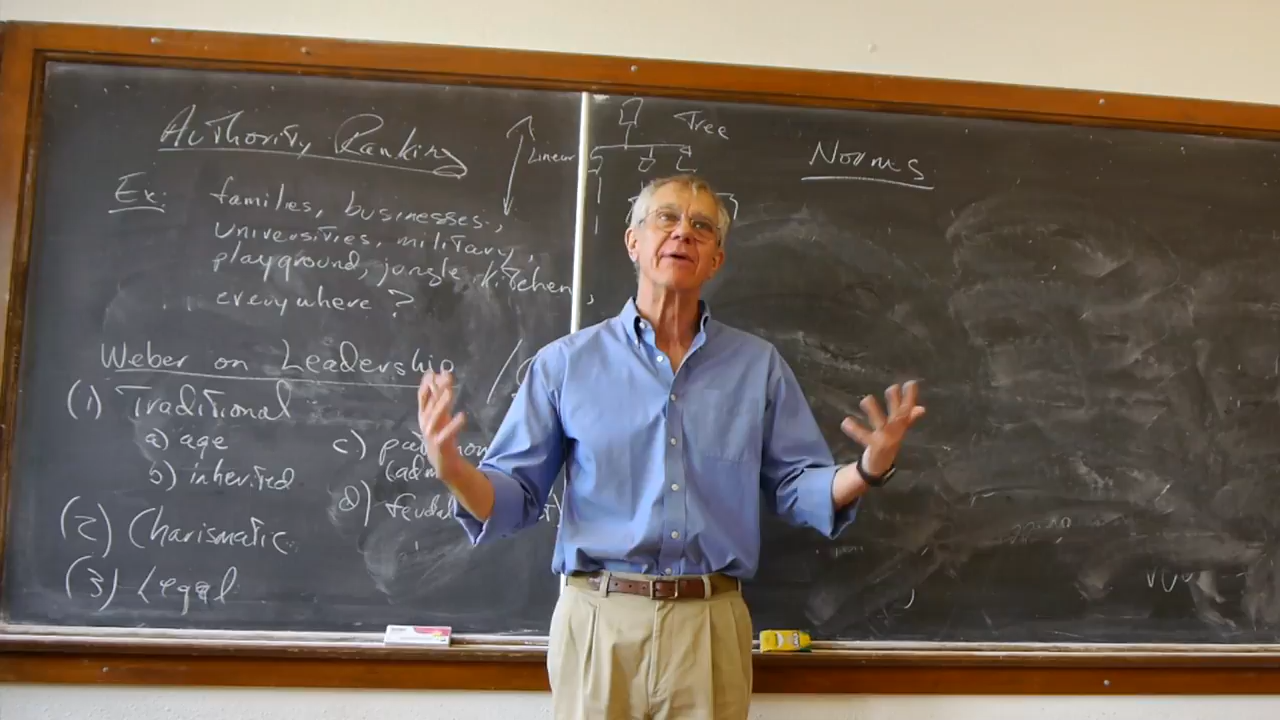 Authority Ranking
Linear
Tree
Norms
Ex: families, businesses,
universities, military,
playground, jungle, kitchen,
everywhere?
Weber on Leadership
(1) Traditional
a) age
b) inherited
c)
d) feudal
(2) Charismatic
(3) Legal